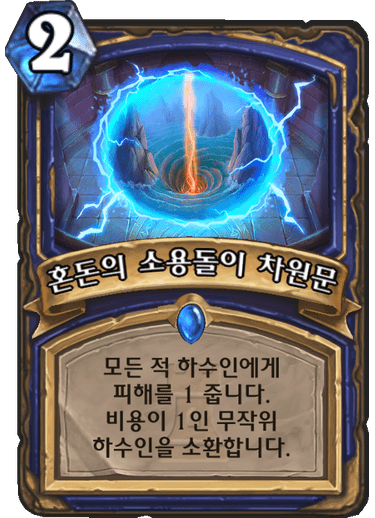 2
혼돈의 소용돌이 차원문
모든 적 하수인에게
피해를 1 줍니다.
비용이 1인 무작위
하수인을 소환합니다.